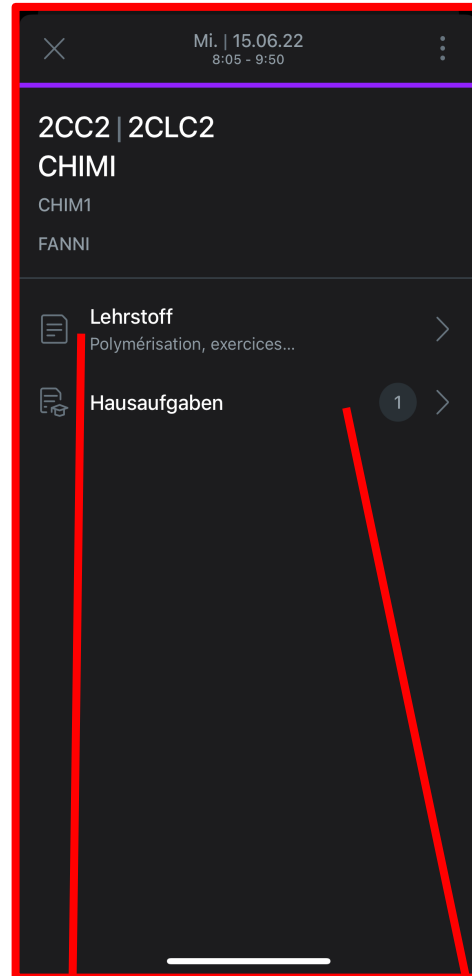 Mi. | 15.06.22
8:05 - 9:50
2CC2 | 2CLC2
CHIMI
CHIM1
FANNI
Lehrstoff
Polymérisation, exercices...
Hausaufgaben 1